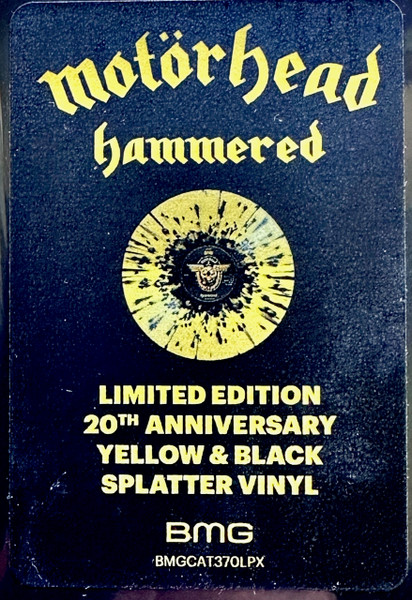 motörhead
hammered
LIMITED EDITION
20TH ANNIVERSARY
YELLOW & BLACK
SPLATTER VINYL
BMG
BMGCAT370LPX